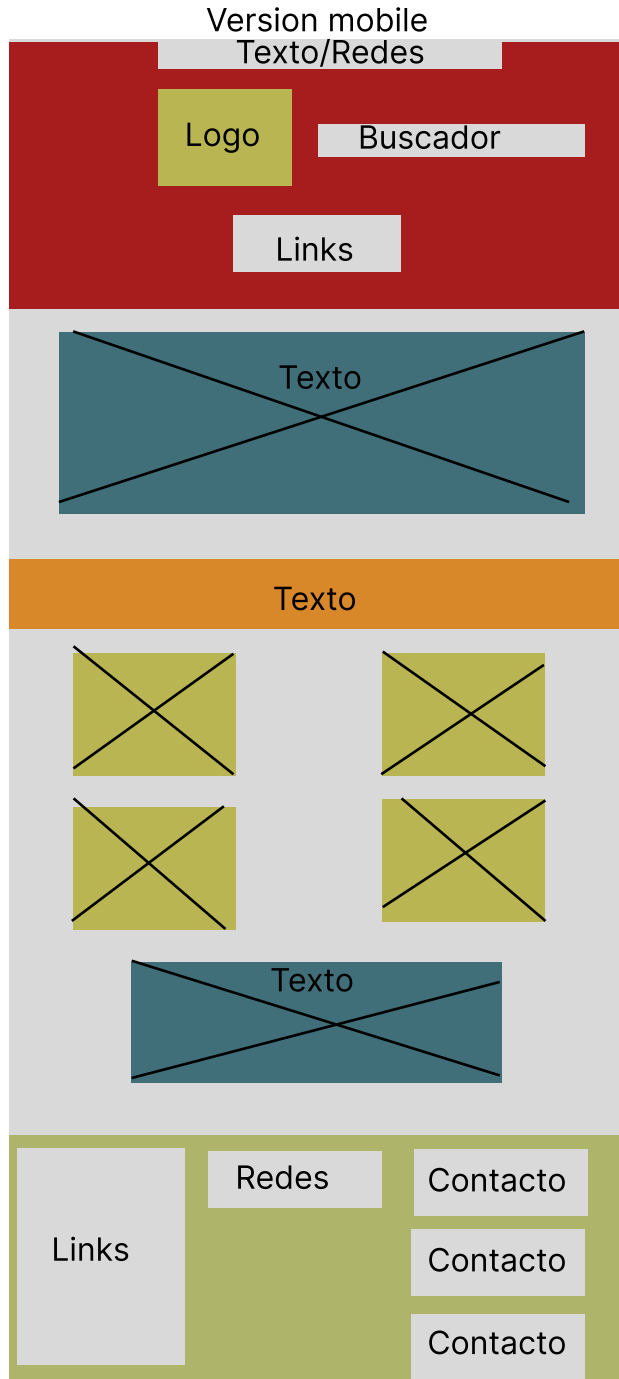 Version mobile
Texto/Redes
Logo
Buscador
Links
Texto
Texto
Texto
Links
Redes
Contacto
Contacto
Contacto